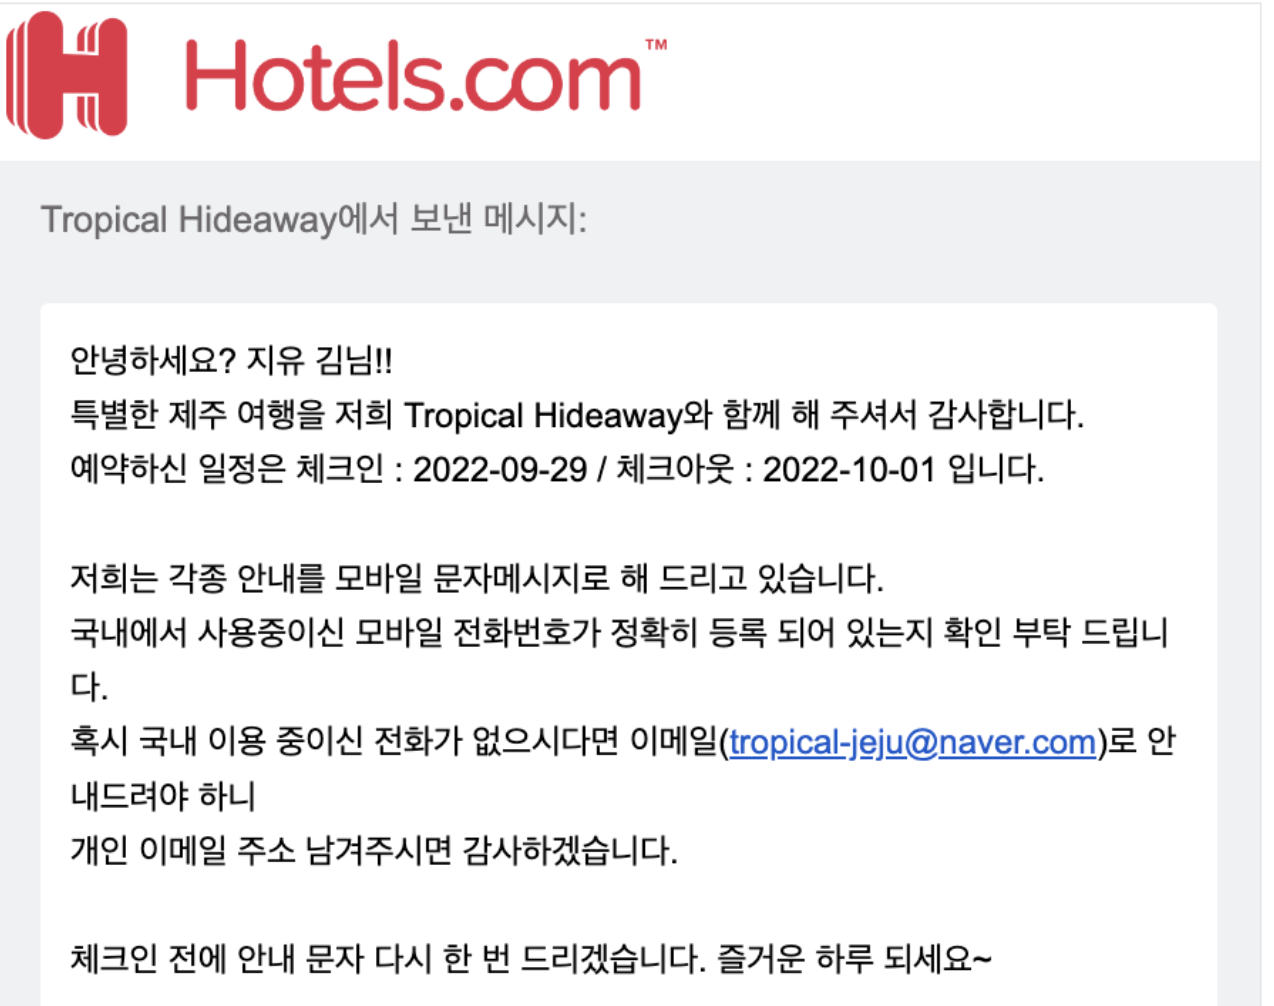 Hotels.com™
Tropical Hideaway에서 보낸 메시지:
안녕하세요? 지유 김님!!
특별한 제주 여행을 저희 Tropical Hideaway와 함께 해 주셔서 감사합니다.
예약하신 일정은 체크인 : 2022-09-29 / 체크아웃 : 2022-10-01 입니다.
저희는 각종 안내를 모바일 문자메시지로 해 드리고 있습니다.
국내에서 사용중이신 모바일 전화번호가 정확히 등록 되어 있는지 확인 부탁 드립니
다.
혹시 국내 이용 중이신 전화가 없으시다면 이메일(tropical-jeju@naver.com)로 안
내드려야 하니
개인 이메일 주소 남겨주시면 감사하겠습니다.
체크인 전에 안내 문자 다시 한 번 드리겠습니다. 즐거운 하루 되세요~